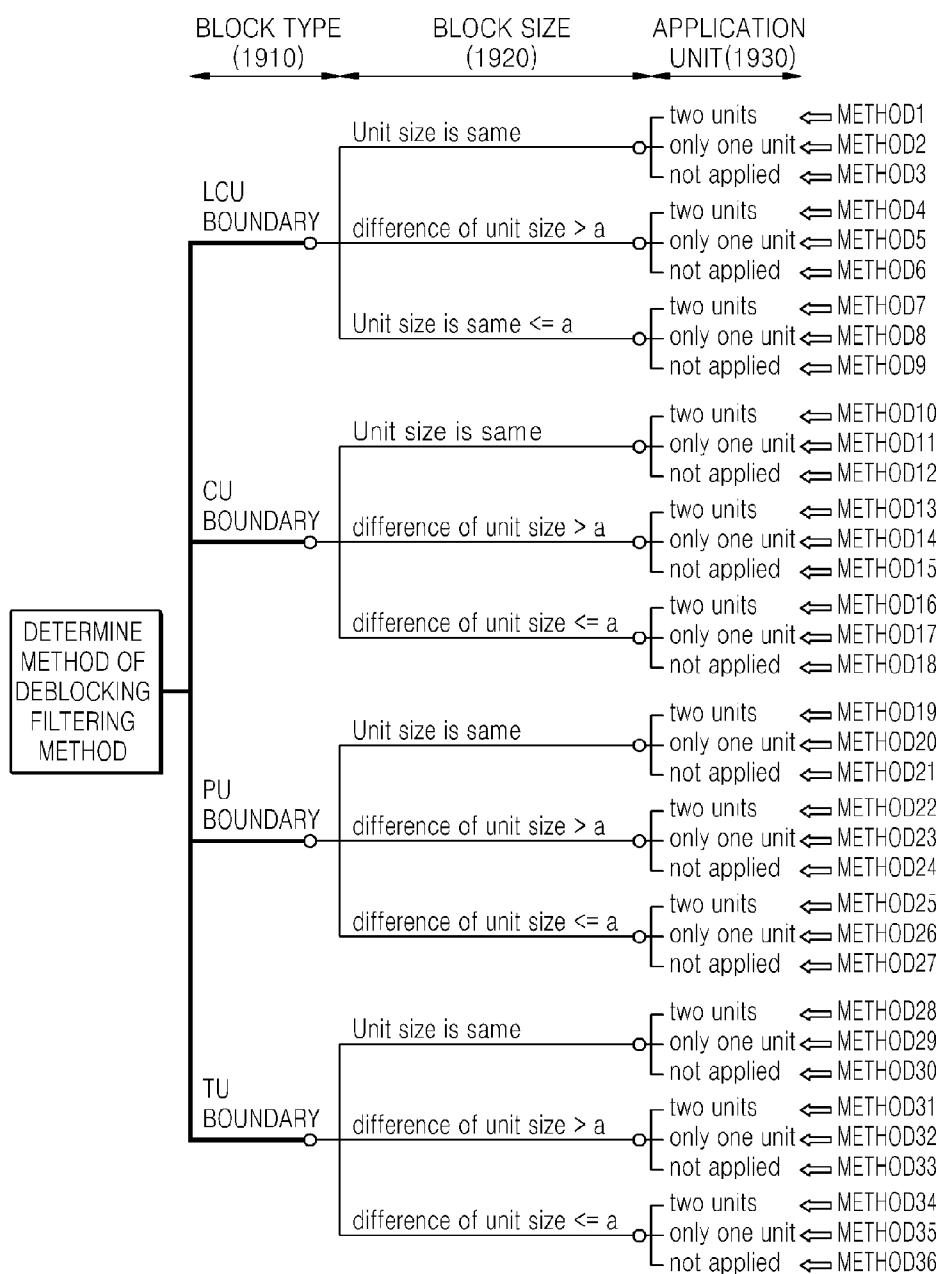 BLOCK TYPE
(1910)
BLOCK SIZE
(1920)
APPLICATION
UNIT(1930)
DETERMINE
METHOD OF
DEBLOCKING
FILTERING
METHOD
LCU
BOUNDARY
Unit size is same
two units METHOD1
only one unit METHOD2
not applied METHOD3
difference of unit size > a
two units METHOD4
only one unit METHOD5
not applied METHOD6
Unit size is same <= a
two units METHOD7
only one unit METHOD8
not applied METHOD9
CU
BOUNDARY
Unit size is same
two units METHOD10
only one unit METHOD11
not applied METHOD12
difference of unit size > a
two units METHOD13
only one unit METHOD14
not applied METHOD15
difference of unit size <= a
two units METHOD16
only one unit METHOD17
not applied METHOD18
PU
BOUNDARY
Unit size is same
two units METHOD19
only one unit METHOD20
not applied METHOD21
difference of unit size > a
two units METHOD22
only one unit METHOD23
not applied METHOD24
difference of unit size <= a
two units METHOD25
only one unit METHOD26
not applied METHOD27
TU
BOUNDARY
Unit size is same
two units METHOD28
only one unit METHOD29
not applied METHOD30
difference of unit size > a
two units METHOD31
only one unit METHOD32
not applied METHOD33
difference of unit size <= a
two units METHOD34
only one unit METHOD35
not applied METHOD36